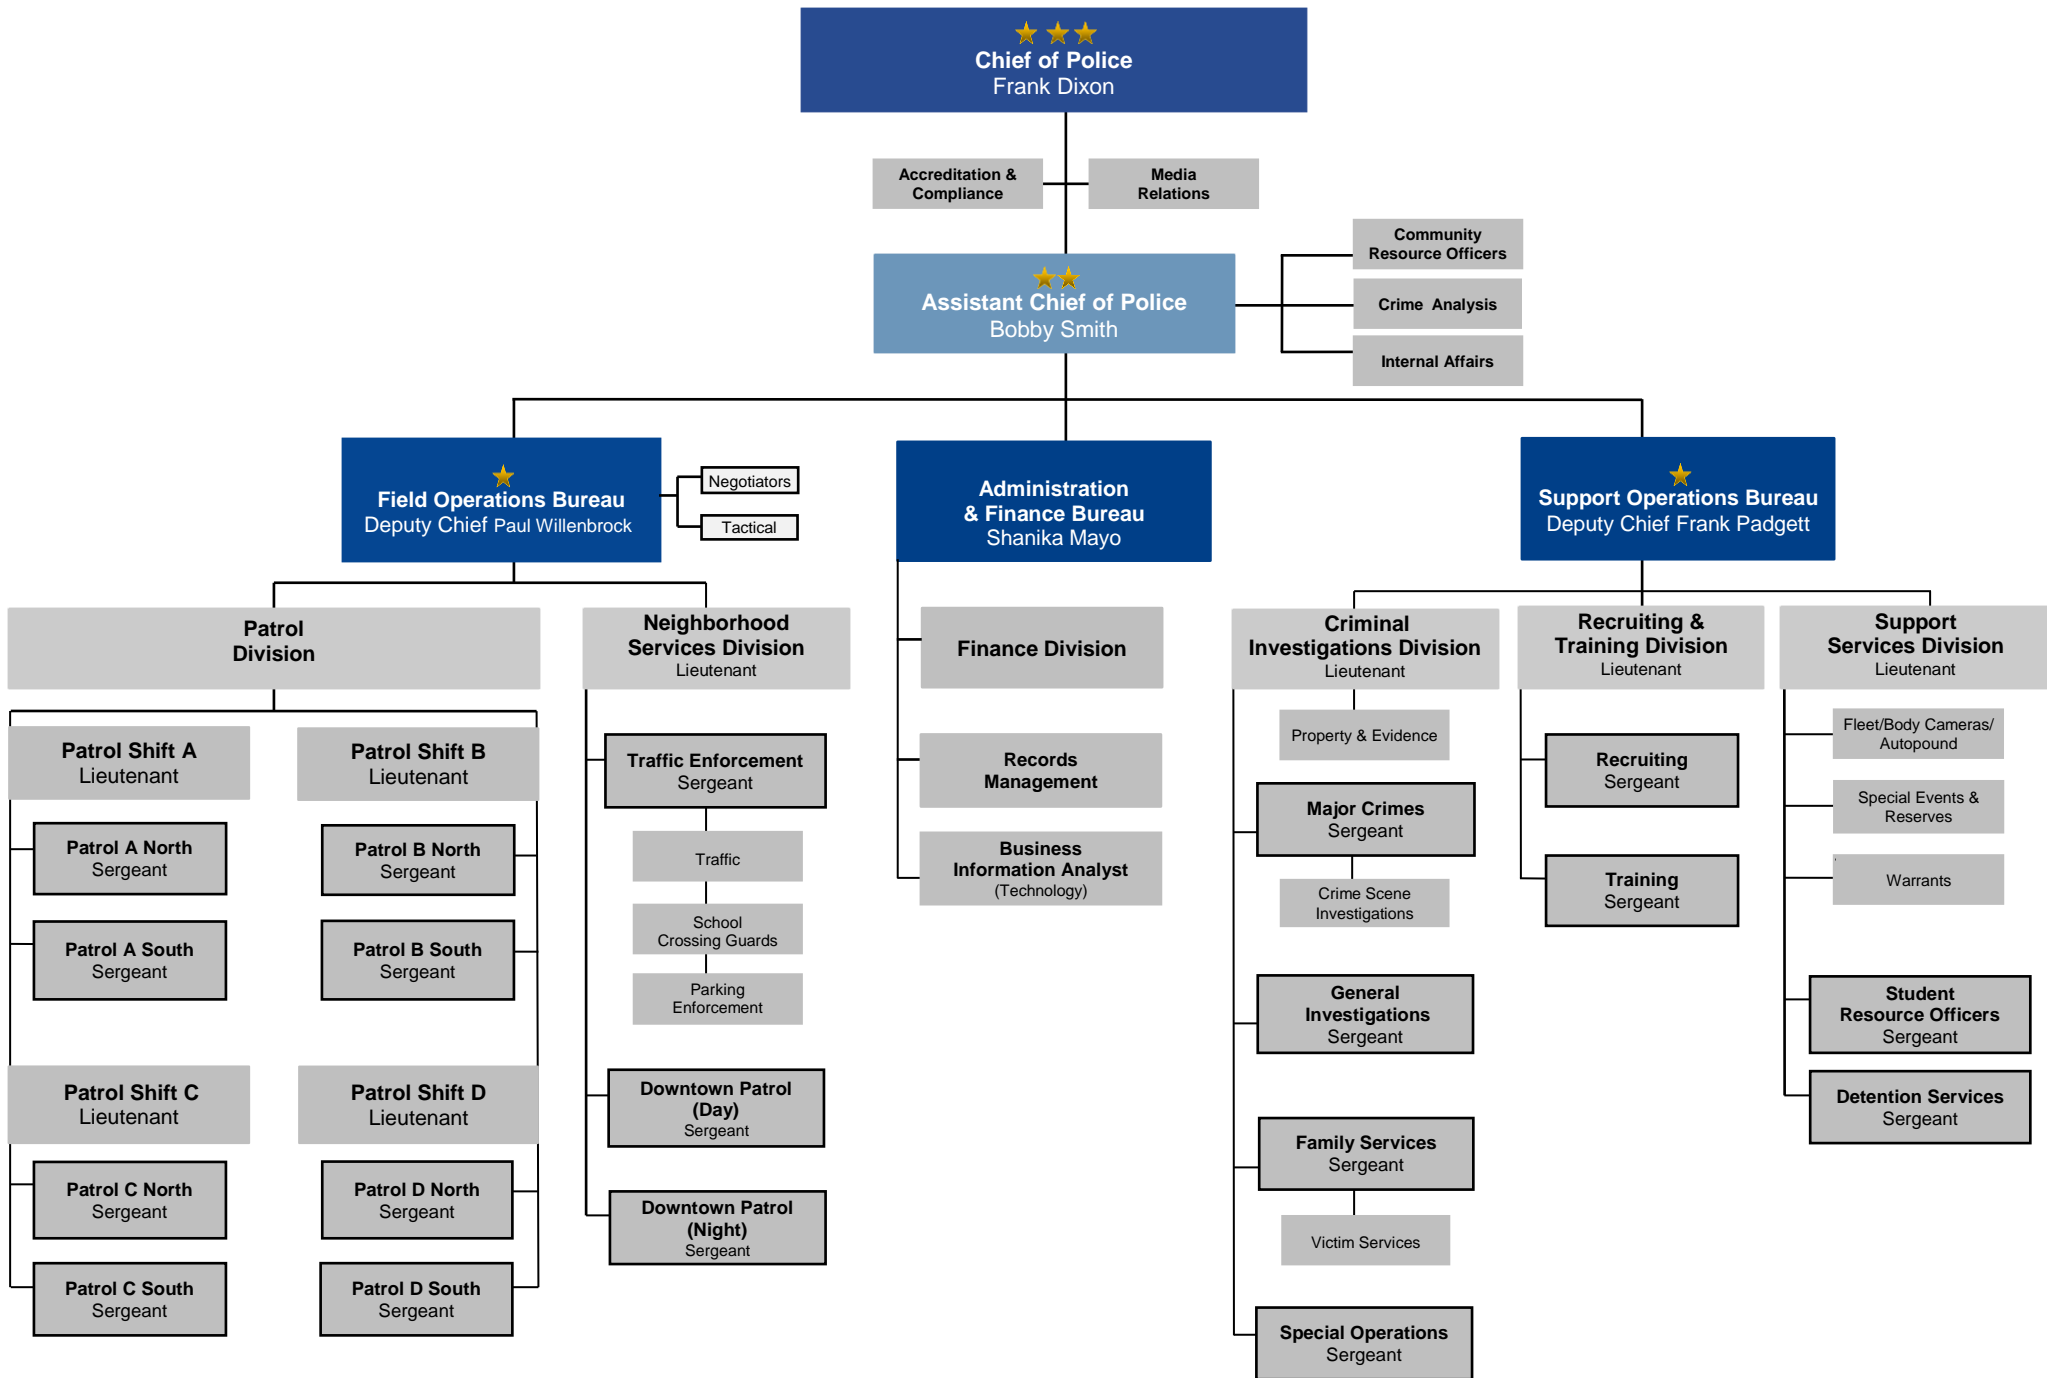 Chief of Police
Frank Dixon
Accreditation &
Compliance
Media
Relations
Community
Resource Officers
Assistant Chief of Police
Bobby Smith
Crime Analysis
Internal Affairs
Field Operations Bureau
Deputy Chief Paul Willenbrock
Negotiators
Tactical
Administration
& Finance Bureau
Shanika Mayo
Support Operations Bureau
Deputy Chief Frank Padgett
Patrol
Division
Neighborhood
Services Division
Lieutenant
Finance Division
Criminal
Investigations Division
Lieutenant
Recruiting &
Training Division
Lieutenant
Support
Services Division
Lieutenant
Patrol Shift A
Lieutenant
Patrol A North
Sergeant
Patrol A South
Sergeant
Patrol Shift B
Lieutenant
Patrol B North
Sergeant
Patrol B South
Sergeant
Patrol Shift C
Lieutenant
Patrol C North
Sergeant
Patrol C South
Sergeant
Patrol Shift D
Lieutenant
Patrol D North
Sergeant
Patrol D South
Sergeant
Traffic Enforcement
Sergeant
Traffic
School
Crossing Guards
Parking
Enforcement
Downtown Patrol
(Day)
Sergeant
Downtown Patrol
(Night)
Sergeant
Records
Management
Business
Information Analyst
(Technology)
Property & Evidence
Major Crimes
Sergeant
Crime Scene
Investigations
General
Investigations
Sergeant
Family Services
Sergeant
Victim Services
Special Operations
Sergeant
Recruiting
Sergeant
Training
Sergeant
Fleet/Body Cameras/
Autopound
Special Events &
Reserves
Warrants
Student
Resource Officers
Sergeant
Detention Services
Sergeant